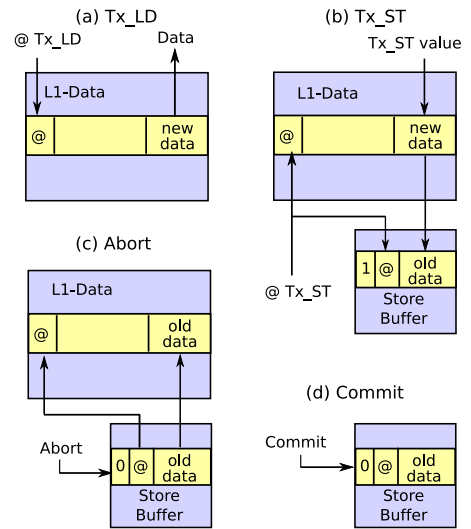 (a) Tx_LD
@ Tx_LD
Data
L1-Data
@
new
data
(b) Tx_ST
Tx_ST value
L1-Data
@
new
data
1
@
old
data
Store
Buffer
@ Tx_ST
(c) Abort
L1-Data
@
old
data
Abort
0
@
old
data
Store
Buffer
(d) Commit
Commit
0
@
old
data
Store
Buffer